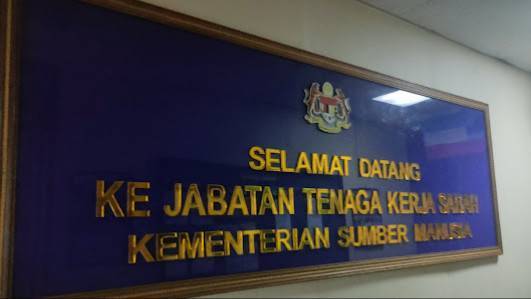 SELAMAT DATANG
KE JABATAN TENAGA KERJA SABAH
KEMENTERIAN SUMBER MANUSIA